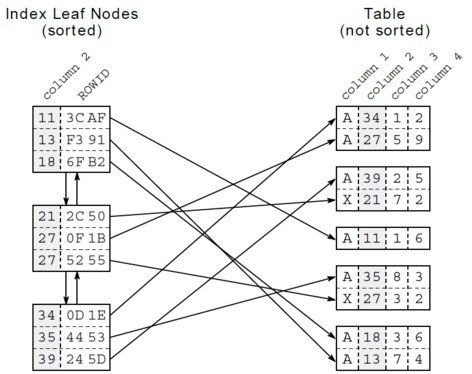 Index Leaf Nodes
(sorted)
column 2
ROWID
11 3C AF
13 F3 91
18 6F B2
21 2C 50
27 0F 1B
27 52 55
34 0D 1E
35 44 53
39 24 5D
Table
(not sorted)
column 1
column 2
column 3
column 4
A 34 1 2
A 27 5 9
A 39 2 5
X 21 7 2
A 11 1 6
A 35 8 3
X 27 3 2
A 18 3 6
A 13 7 4